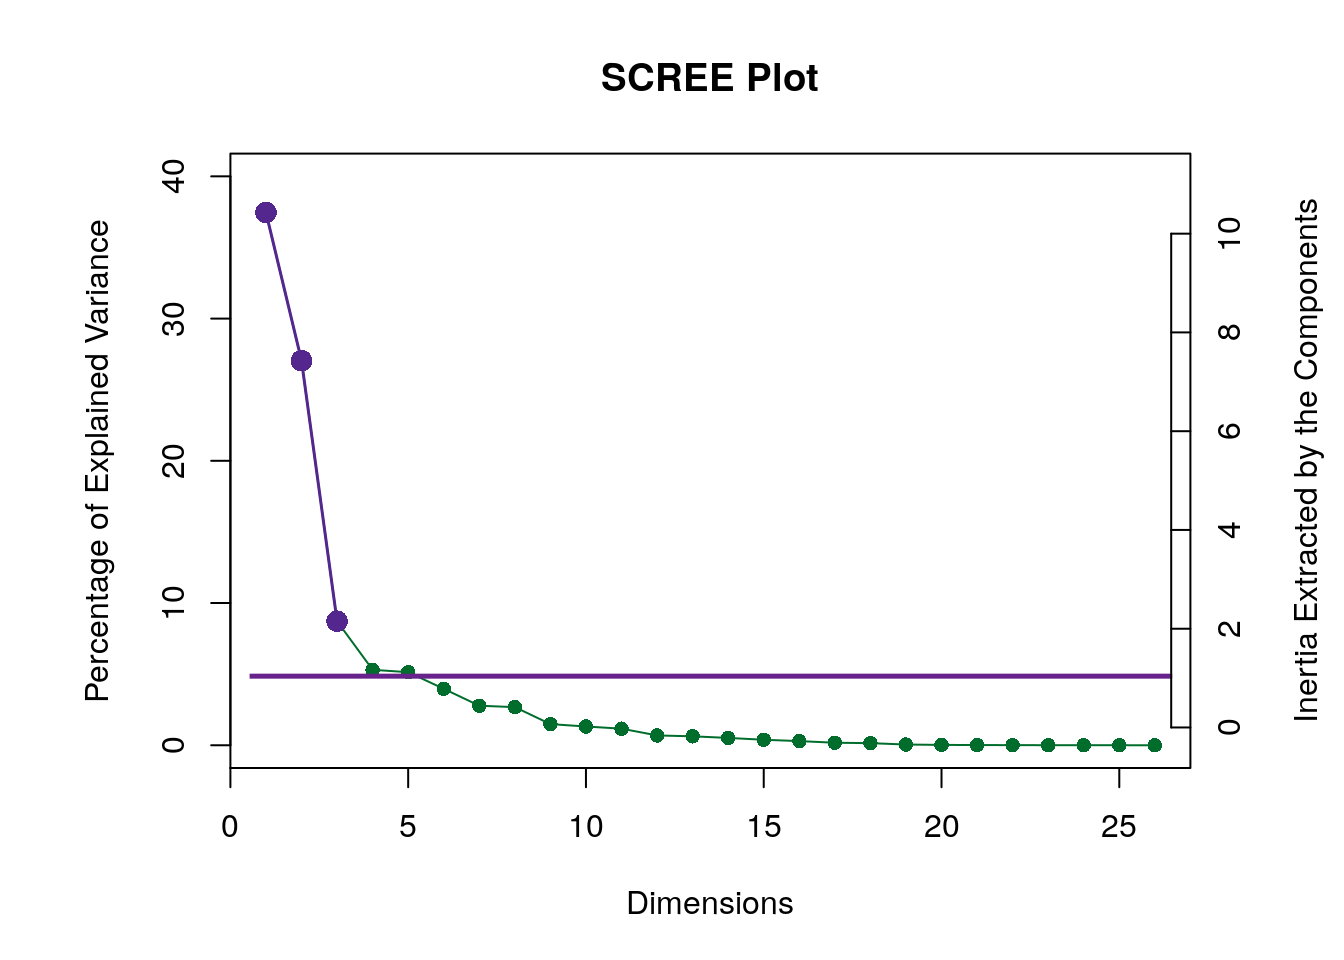 SCREE Plot
Percentage of Explained Variance
40
30
20
10
0
10
8
6
4
2
0
Inertia Extracted by the Components
0 5 10 15 20 25
Dimensions